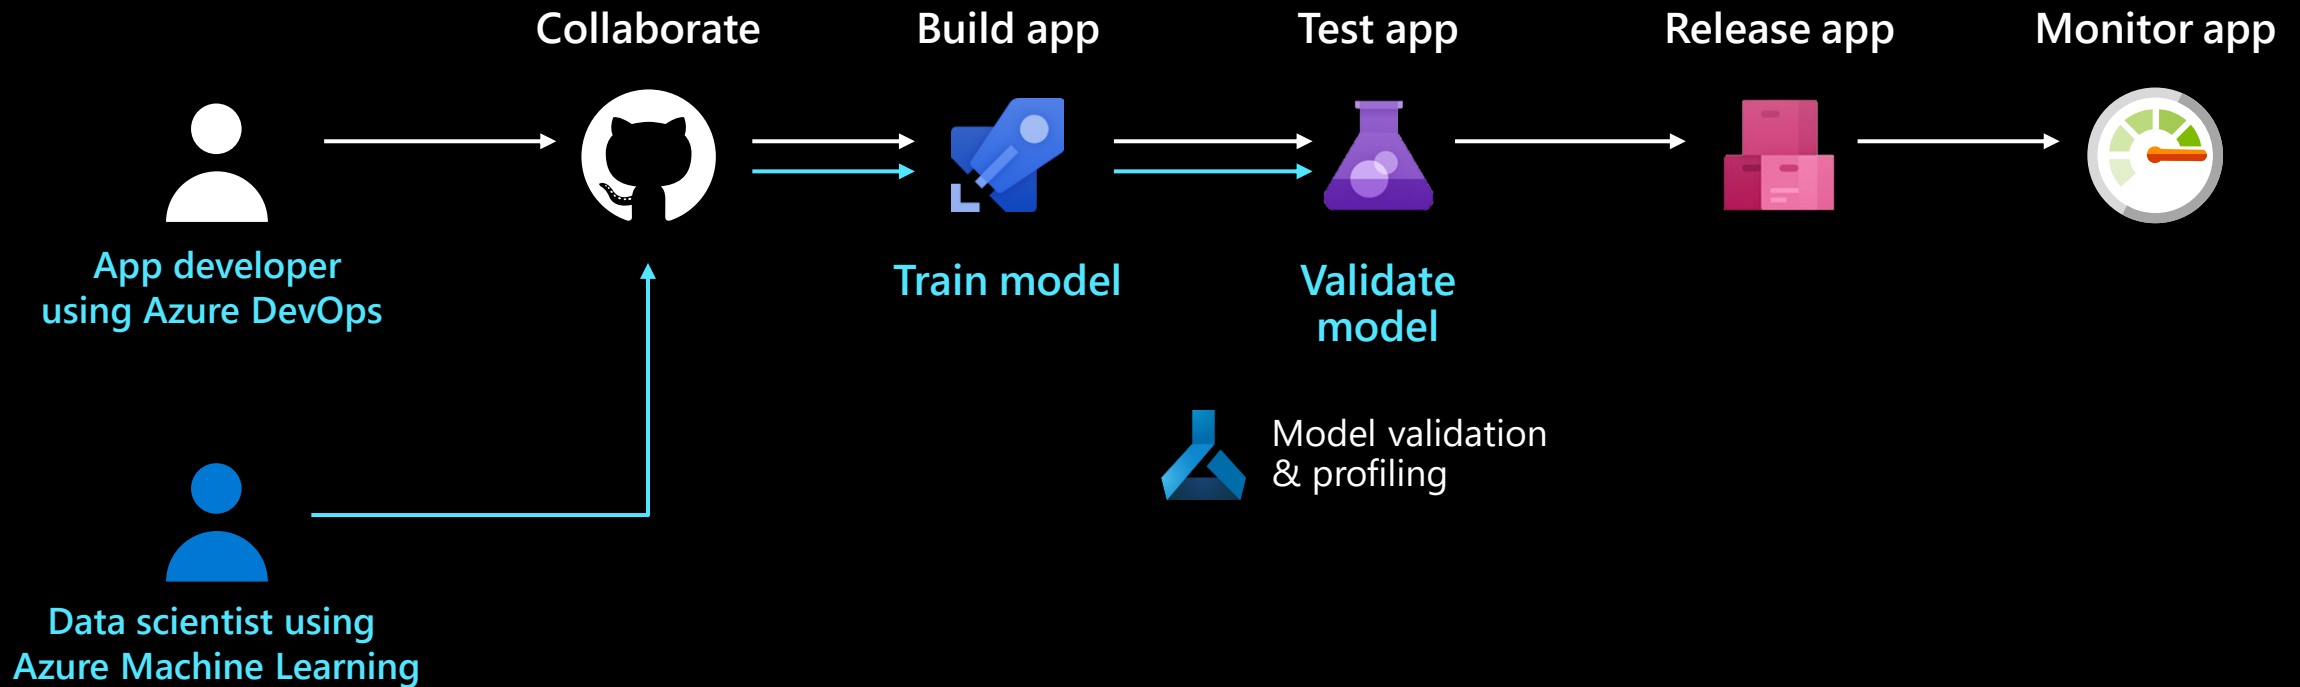 Collaborate
Build app
Test app
Release app
Monitor app
App developer
using Azure DevOps
Train model
Validate
model
Model validation
& profiling
Data scientist using
Azure Machine Learning